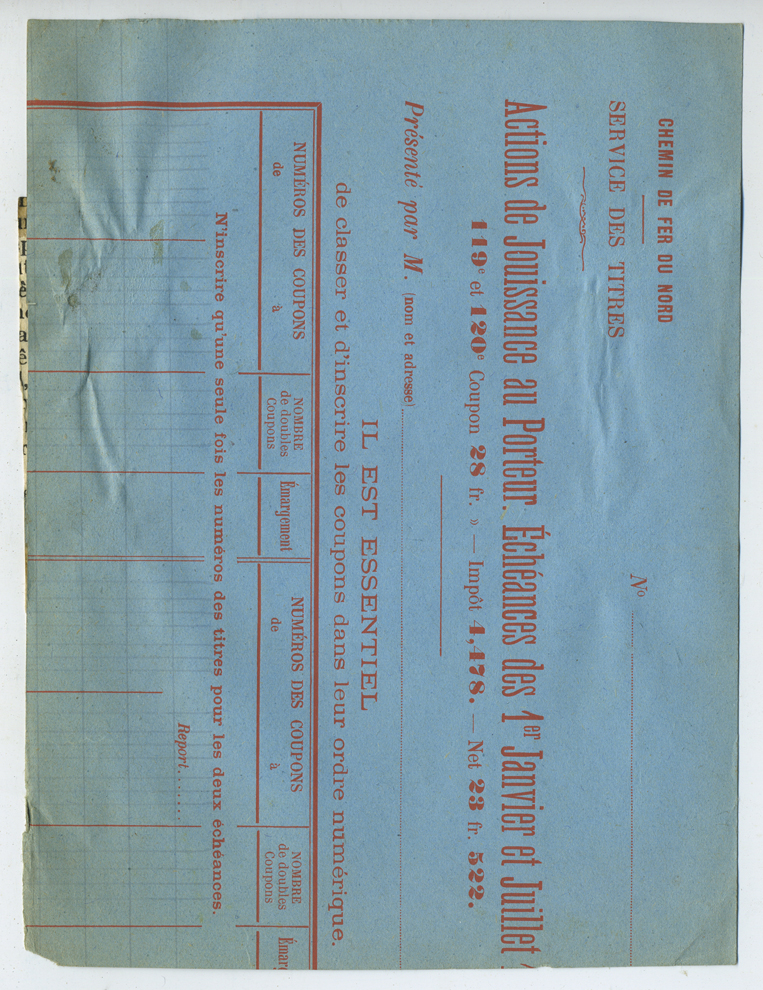 CHEMIN DE FER DU NORD
SERVICE DES TITRES
No
Actions de Jouissance au Porteur. Échéances des 1er Janvier et Juillet
119e et 120e Coupon 28 fr. » — Impôt 4,478. — Net 23 fr. 522.
Présenté par M. (nom et adresse)
IL EST ESSENTIEL
de classer et d'inscrire les coupons dans leur ordre numérique.
NUMÉROS DES COUPONS
de à
NOMBRE
de doubles
Coupons
Émargement
NUMÉROS DES COUPONS
de à
NOMBRE
de doubles
Coupons
Émarg
N'inscrire qu'une seule fois les numéros des titres pour les deux échéances.
Report.......